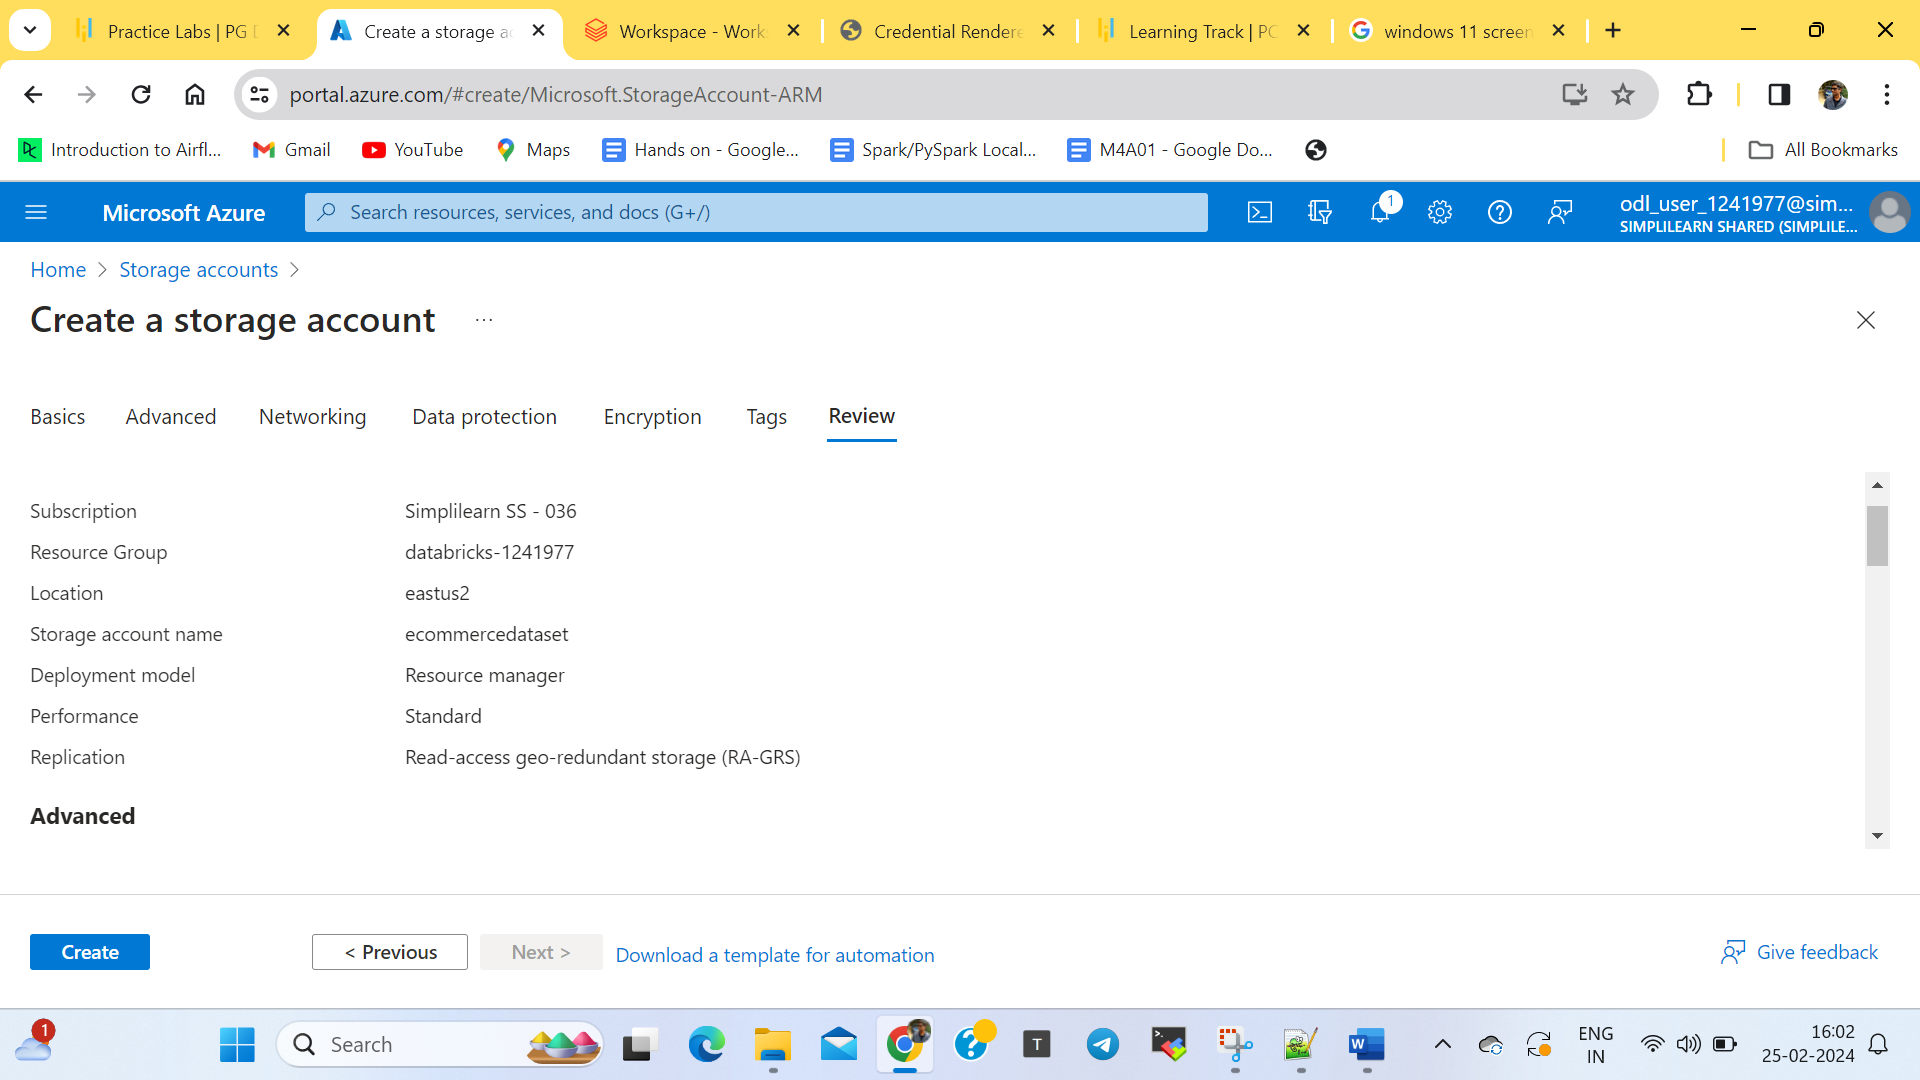 Practice Labs | PG D
Create a storage ac
Workspace - Work
Credential Rendere
Learning Track | PC
windows 11 screen
portal.azure.com/#create/Microsoft.StorageAccount-ARM
Introduction to Airfl...
Gmail
YouTube
Maps
Hands on - Google...
Spark/PySpark Local...
M4A01 - Google Do...
All Bookmarks
Microsoft Azure
Search resources, services, and docs (G+/)
1
odl_user_1241977@sim...
SIMPLILEARN SHARED (SIMPLILE...
Home > Storage accounts >
Create a storage account ...
Basics Advanced Networking Data protection Encryption Tags Review
Subscription Simplilearn SS - 036
Resource Group databricks-1241977
Location eastus2
Storage account name ecommercedataset
Deployment model Resource manager
Performance Standard
Replication Read-access geo-redundant storage (RA-GRS)
Advanced
Create
< Previous
Next >
Download a template for automation
Give feedback
1
Search
T
W
ENG
IN
16:02
25-02-2024